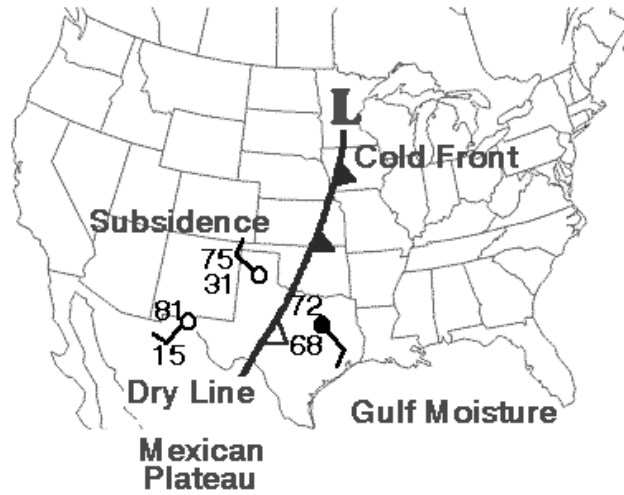 L
Cold Front
Subsidence
75
31
81
15
72
68
Dry Line
Gulf Moisture
Mexican
Plateau